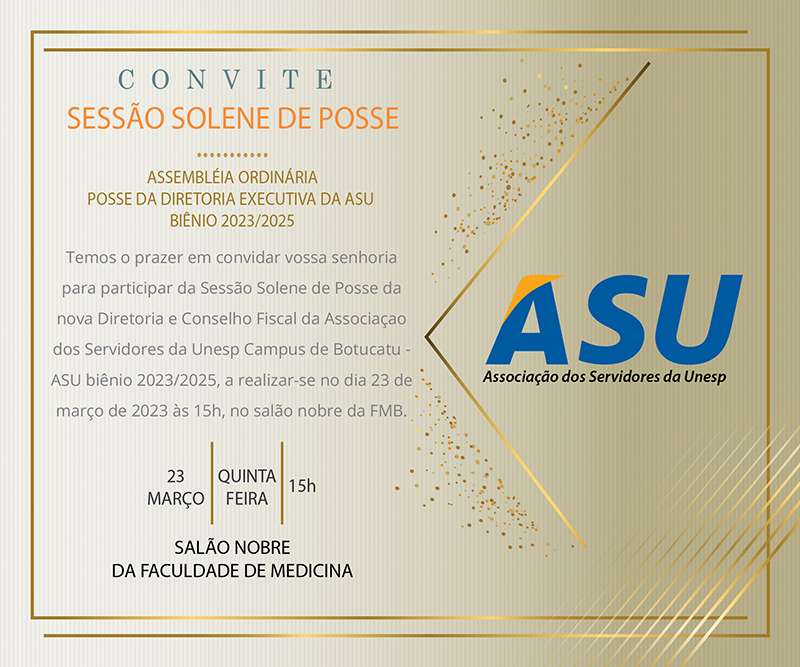 CONVITE
SESSÃO SOLENE DE POSSE
ASSEMBLÉIA ORDINÁRIA
POSSE DA DIRETORIA EXECUTIVA DA ASU
BIÊNIO 2023/2025
Temos o prazer em convidar vossa senhoria
para participar da Sessão Solene de Posse da
nova Diretoria e Conselho Fiscal da Associaçao
dos Servidores da Unesp Campus de Botucatu -
ASU biênio 2023/2025, a realizar-se no dia 23 de
março de 2023 às 15h, no salão nobre da FMB.
23
MARÇO
QUINTA
FEIRA
15h
SALÃO NOBRE
DA FACULDADE DE MEDICINA
ASU
Associação dos Servidores da Unesp